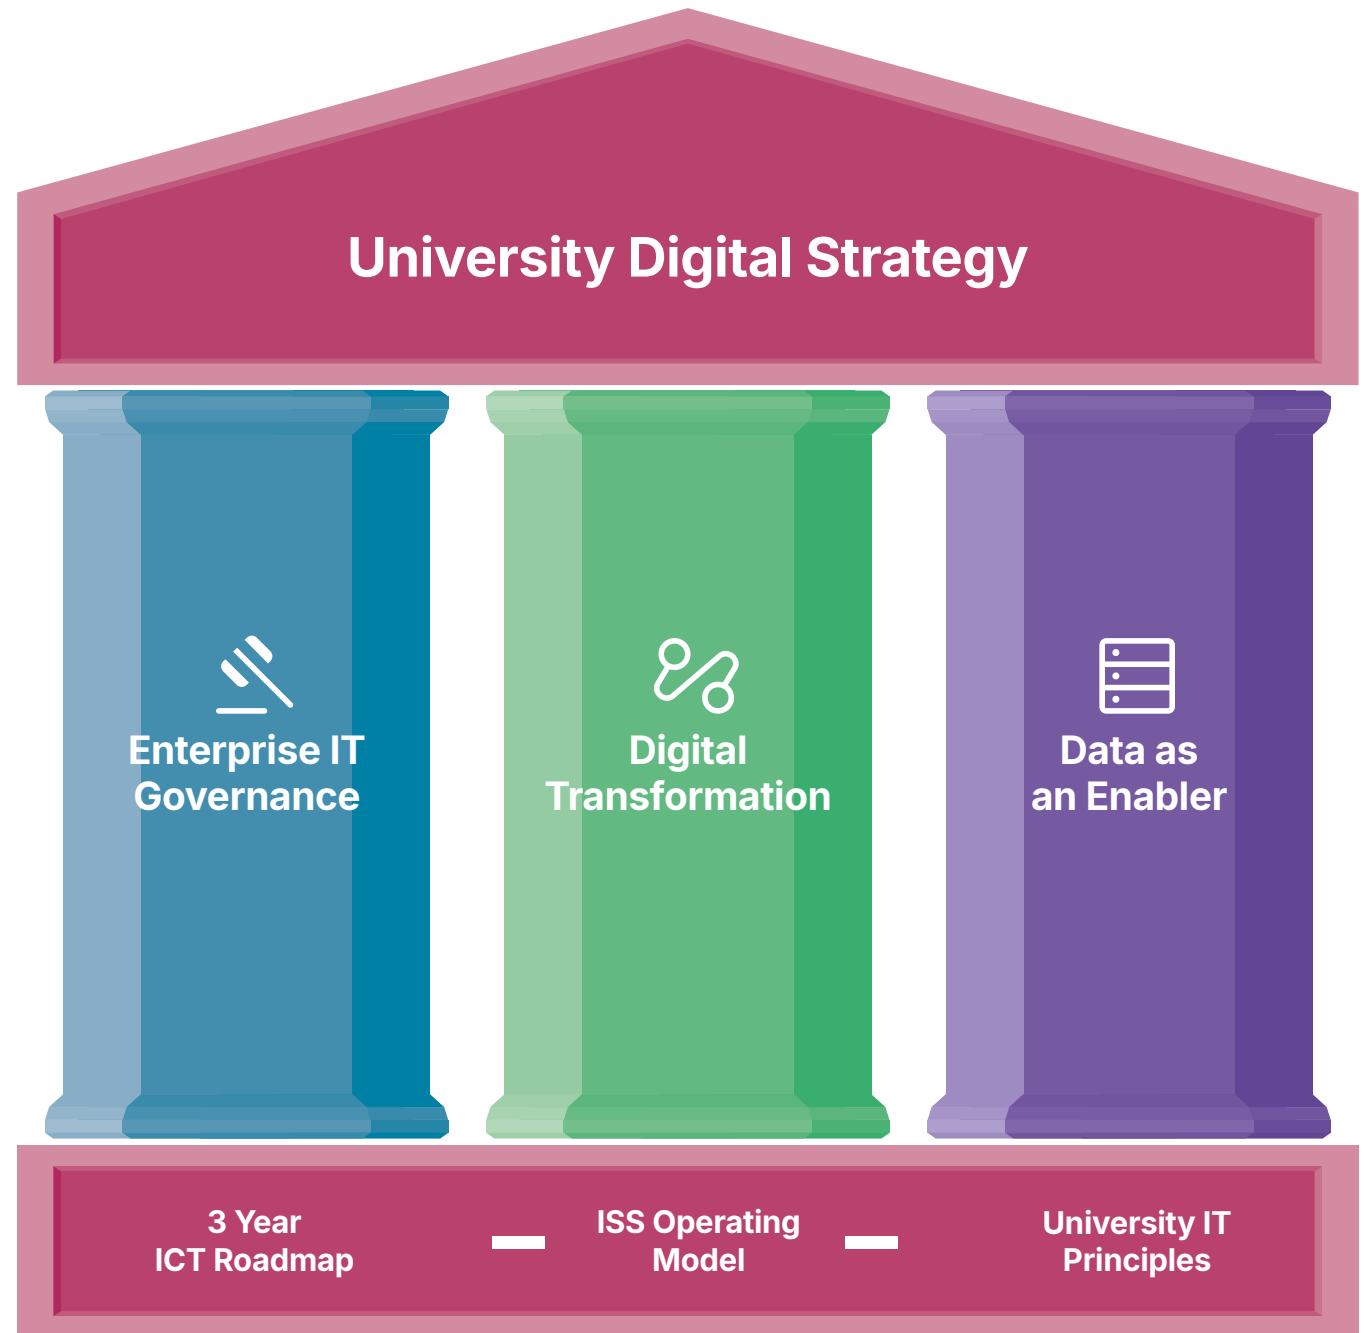 University Digital Strategy
Enterprise IT
Governance
Digital
Transformation
Data as
an Enabler
3 Year
ICT Roadmap
ISS Operating
Model
University IT
Principles